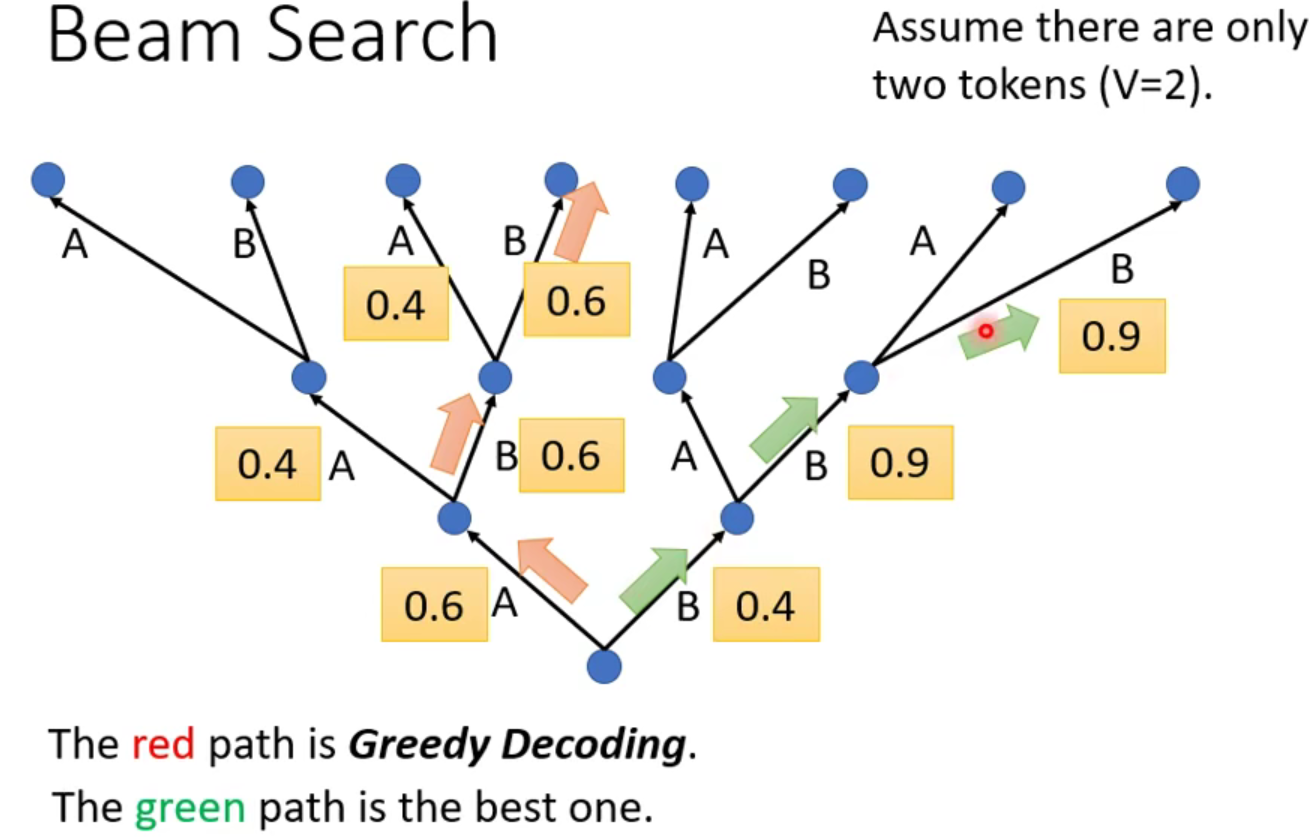 Beam Search
Assume there are only
two tokens (V=2).
A B A B A B A B
0.4 0.6 0.9
0.4 A B 0.6 A B 0.9
0.6 A B 0.4
The red path is Greedy Decoding.
The green path is the best one.